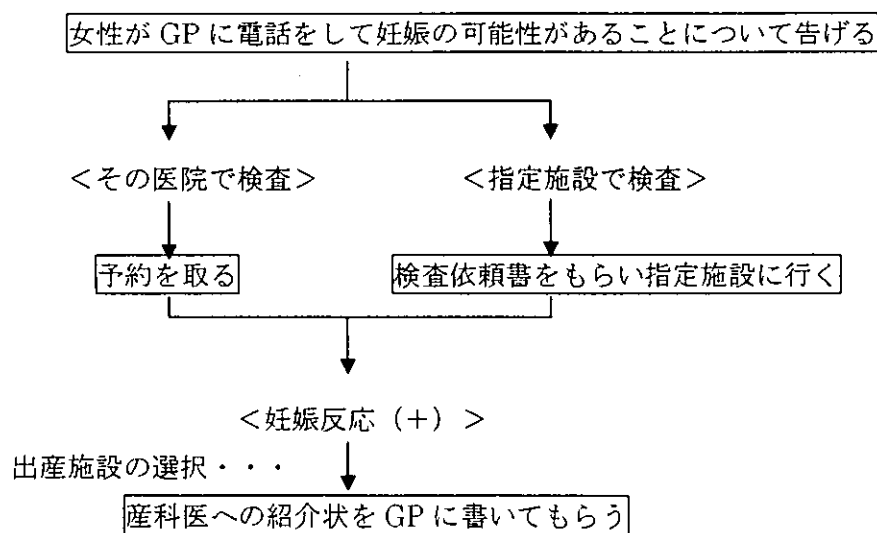 女性が GP に電話をして妊娠の可能性があることについて告げる
＜その医院で検査＞
＜指定施設で検査＞
予約を取る
検査依頼書をもらい指定施設に行く
＜妊娠反応（＋）＞
出産施設の選択・・・
産科医への紹介状を GP に書いてもらう